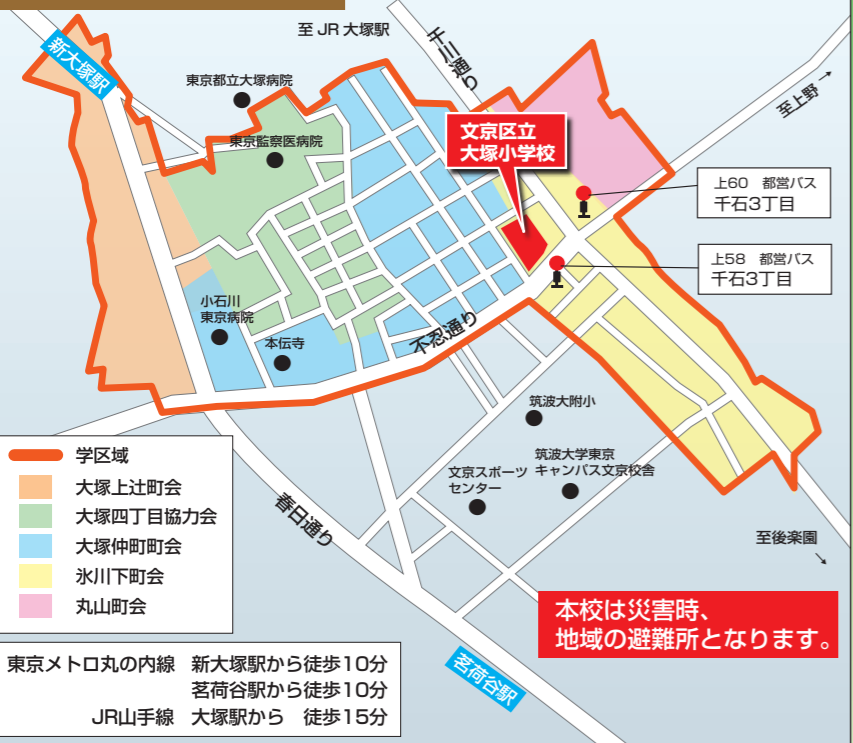 至 JR 大塚駅
千川通り
新大塚駅
至上野
東京都立大塚病院
東京監察医病院
文京区立
大塚小学校
上60　都営バス
千石3丁目
上58　都営バス
千石3丁目
小石川
東京病院
本伝寺
不忍通り
筑波大附小
筑波大学東京
キャンパス文京校舎
文京スポーツ
センター
春日通り
至後楽園
学区域
大塚上辻町会
大塚四丁目協力会
大塚仲町町会
氷川下町会
丸山町会
本校は災害時、
地域の避難所となります。
茗荷谷駅
東京メトロ丸の内線　新大塚駅から徒歩10分
茗荷谷駅から徒歩10分
JR山手線　大塚駅から　徒歩15分